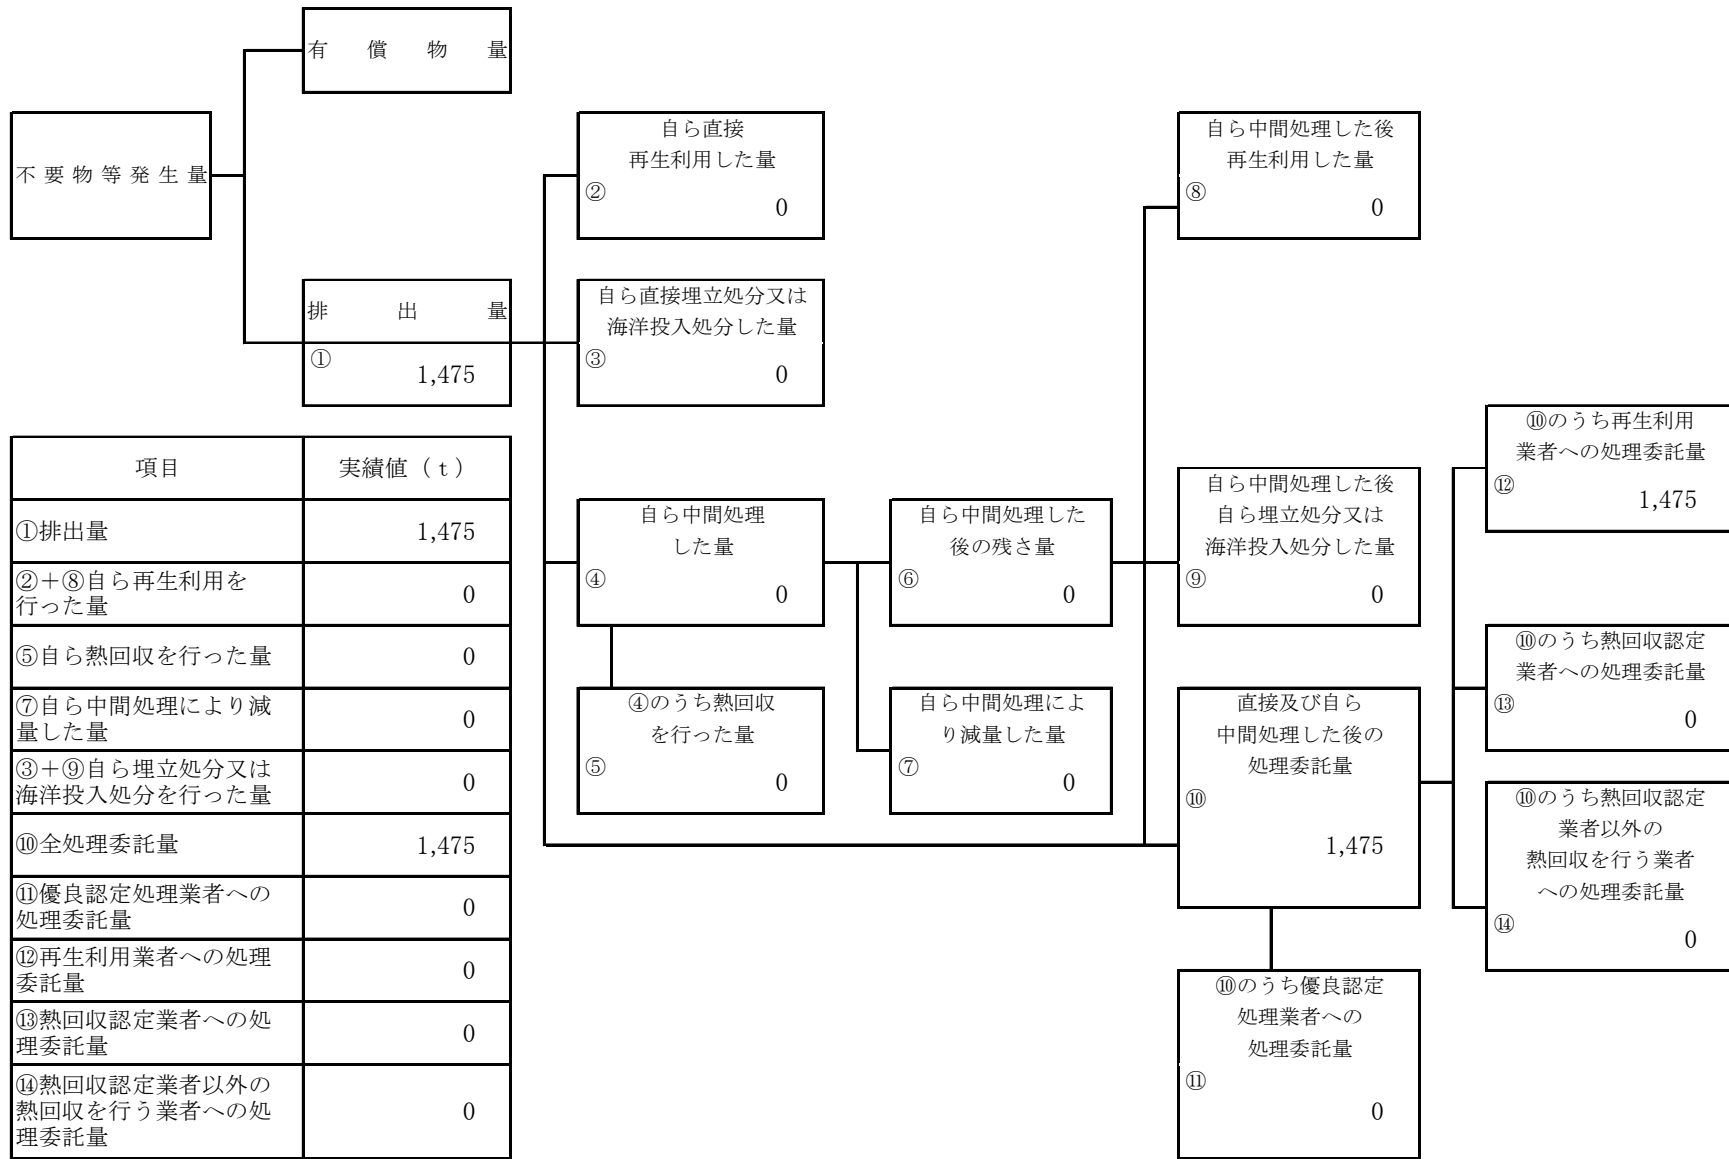 有償物量
不要物等発生量
排出量
①
1,475
自ら直接
再生利用した量
②
0
自ら直接埋立処分又は
海洋投入処分した量
③
0
自ら中間処理
した量
④
0
④のうち熱回収
を行った量
⑤
0
自ら中間処理した
後の残さ量
⑥
0
自ら中間処理によ
り減量した量
⑦
0
自ら中間処理した後
再生利用した量
⑧
0
自ら中間処理した後
自ら埋立処分又は
海洋投入処分した量
⑨
0
直接及び自ら
中間処理した後の
処理委託量
⑩
1,475
⑩のうち優良認定
処理業者への
処理委託量
⑪
0
⑩のうち再生利用
業者への処理委託量
⑫
1,475
⑩のうち熱回収認定
業者への処理委託量
⑬
0
⑩のうち熱回収認定
業者以外の
熱回収を行う業者
への処理委託量
⑭
0
項目 実績値（ｔ）
①排出量 1,475
②＋⑧自ら再生利用を
行った量 0
⑤自ら熱回収を行った量 0
⑦自ら中間処理により減
量した量 0
③＋⑨自ら埋立処分又は
海洋投入処分を行った量 0
⑩全処理委託量 1,475
⑪優良認定処理業者への
処理委託量 0
⑫再生利用業者への処理
委託量 0
⑬熱回収認定業者への処
理委託量 0
⑭熱回収認定業者以外の
熱回収を行う業者への処
理委託量 0